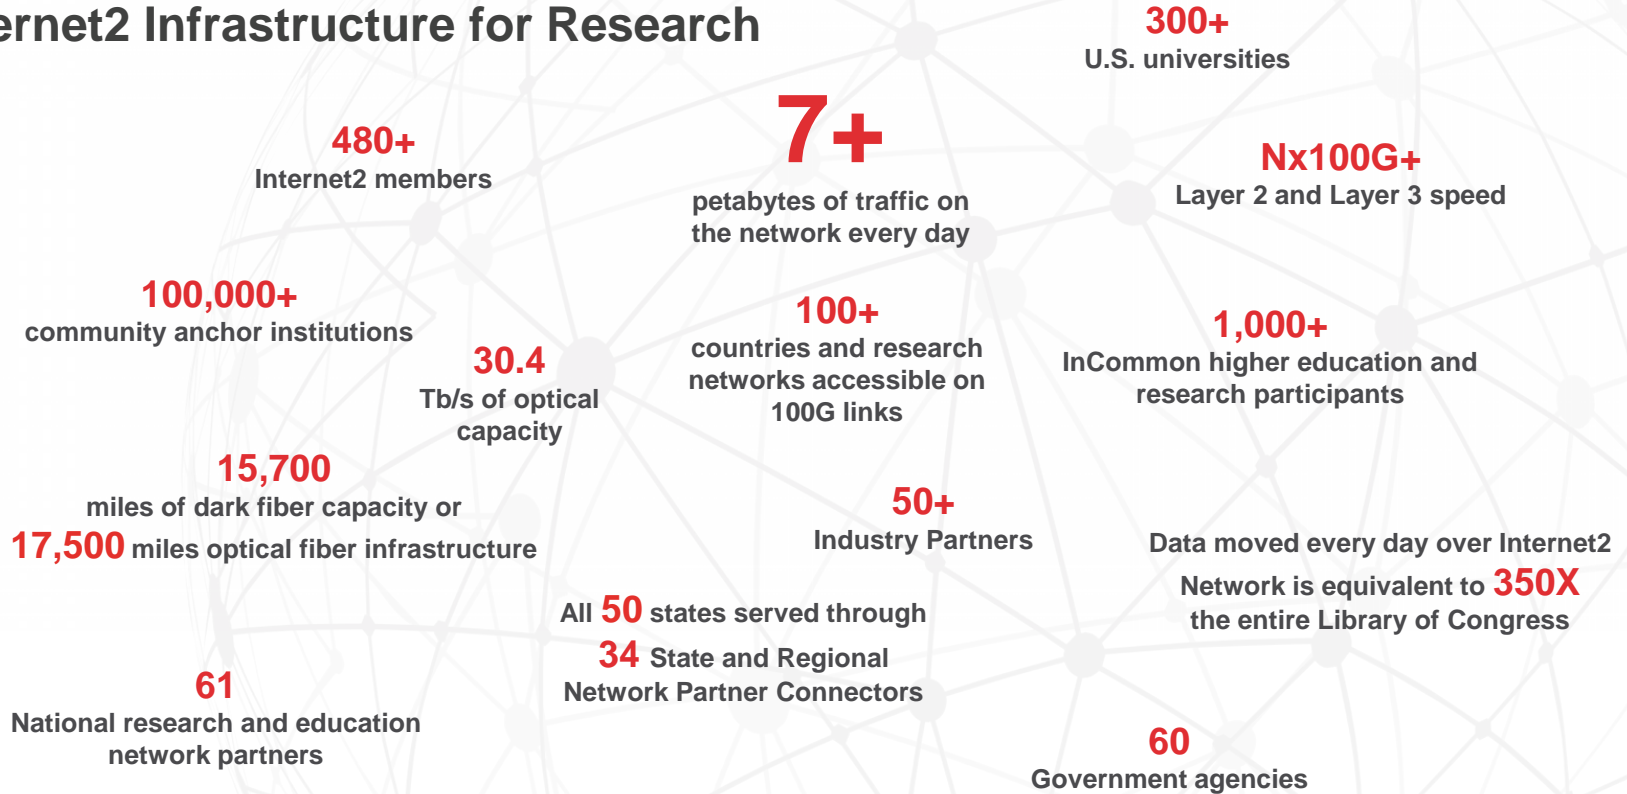 ernet2 Infrastructure for Research
300+
U.S. universities
480+
Internet2 members
7+
petabytes of traffic on
the network every day
Nx100G+
Layer 2 and Layer 3 speed
100,000+
community anchor institutions
30.4
Tb/s of optical
capacity
100+
countries and research
networks accessible on
100G links
1,000+
InCommon higher education and
research participants
15,700
miles of dark fiber capacity or
17,500 miles optical fiber infrastructure
50+
Industry Partners
Data moved every day over Internet2
Network is equivalent to 350X
the entire Library of Congress
All 50 states served through
34 State and Regional
Network Partner Connectors
61
National research and education
network partners
60
Government agencies